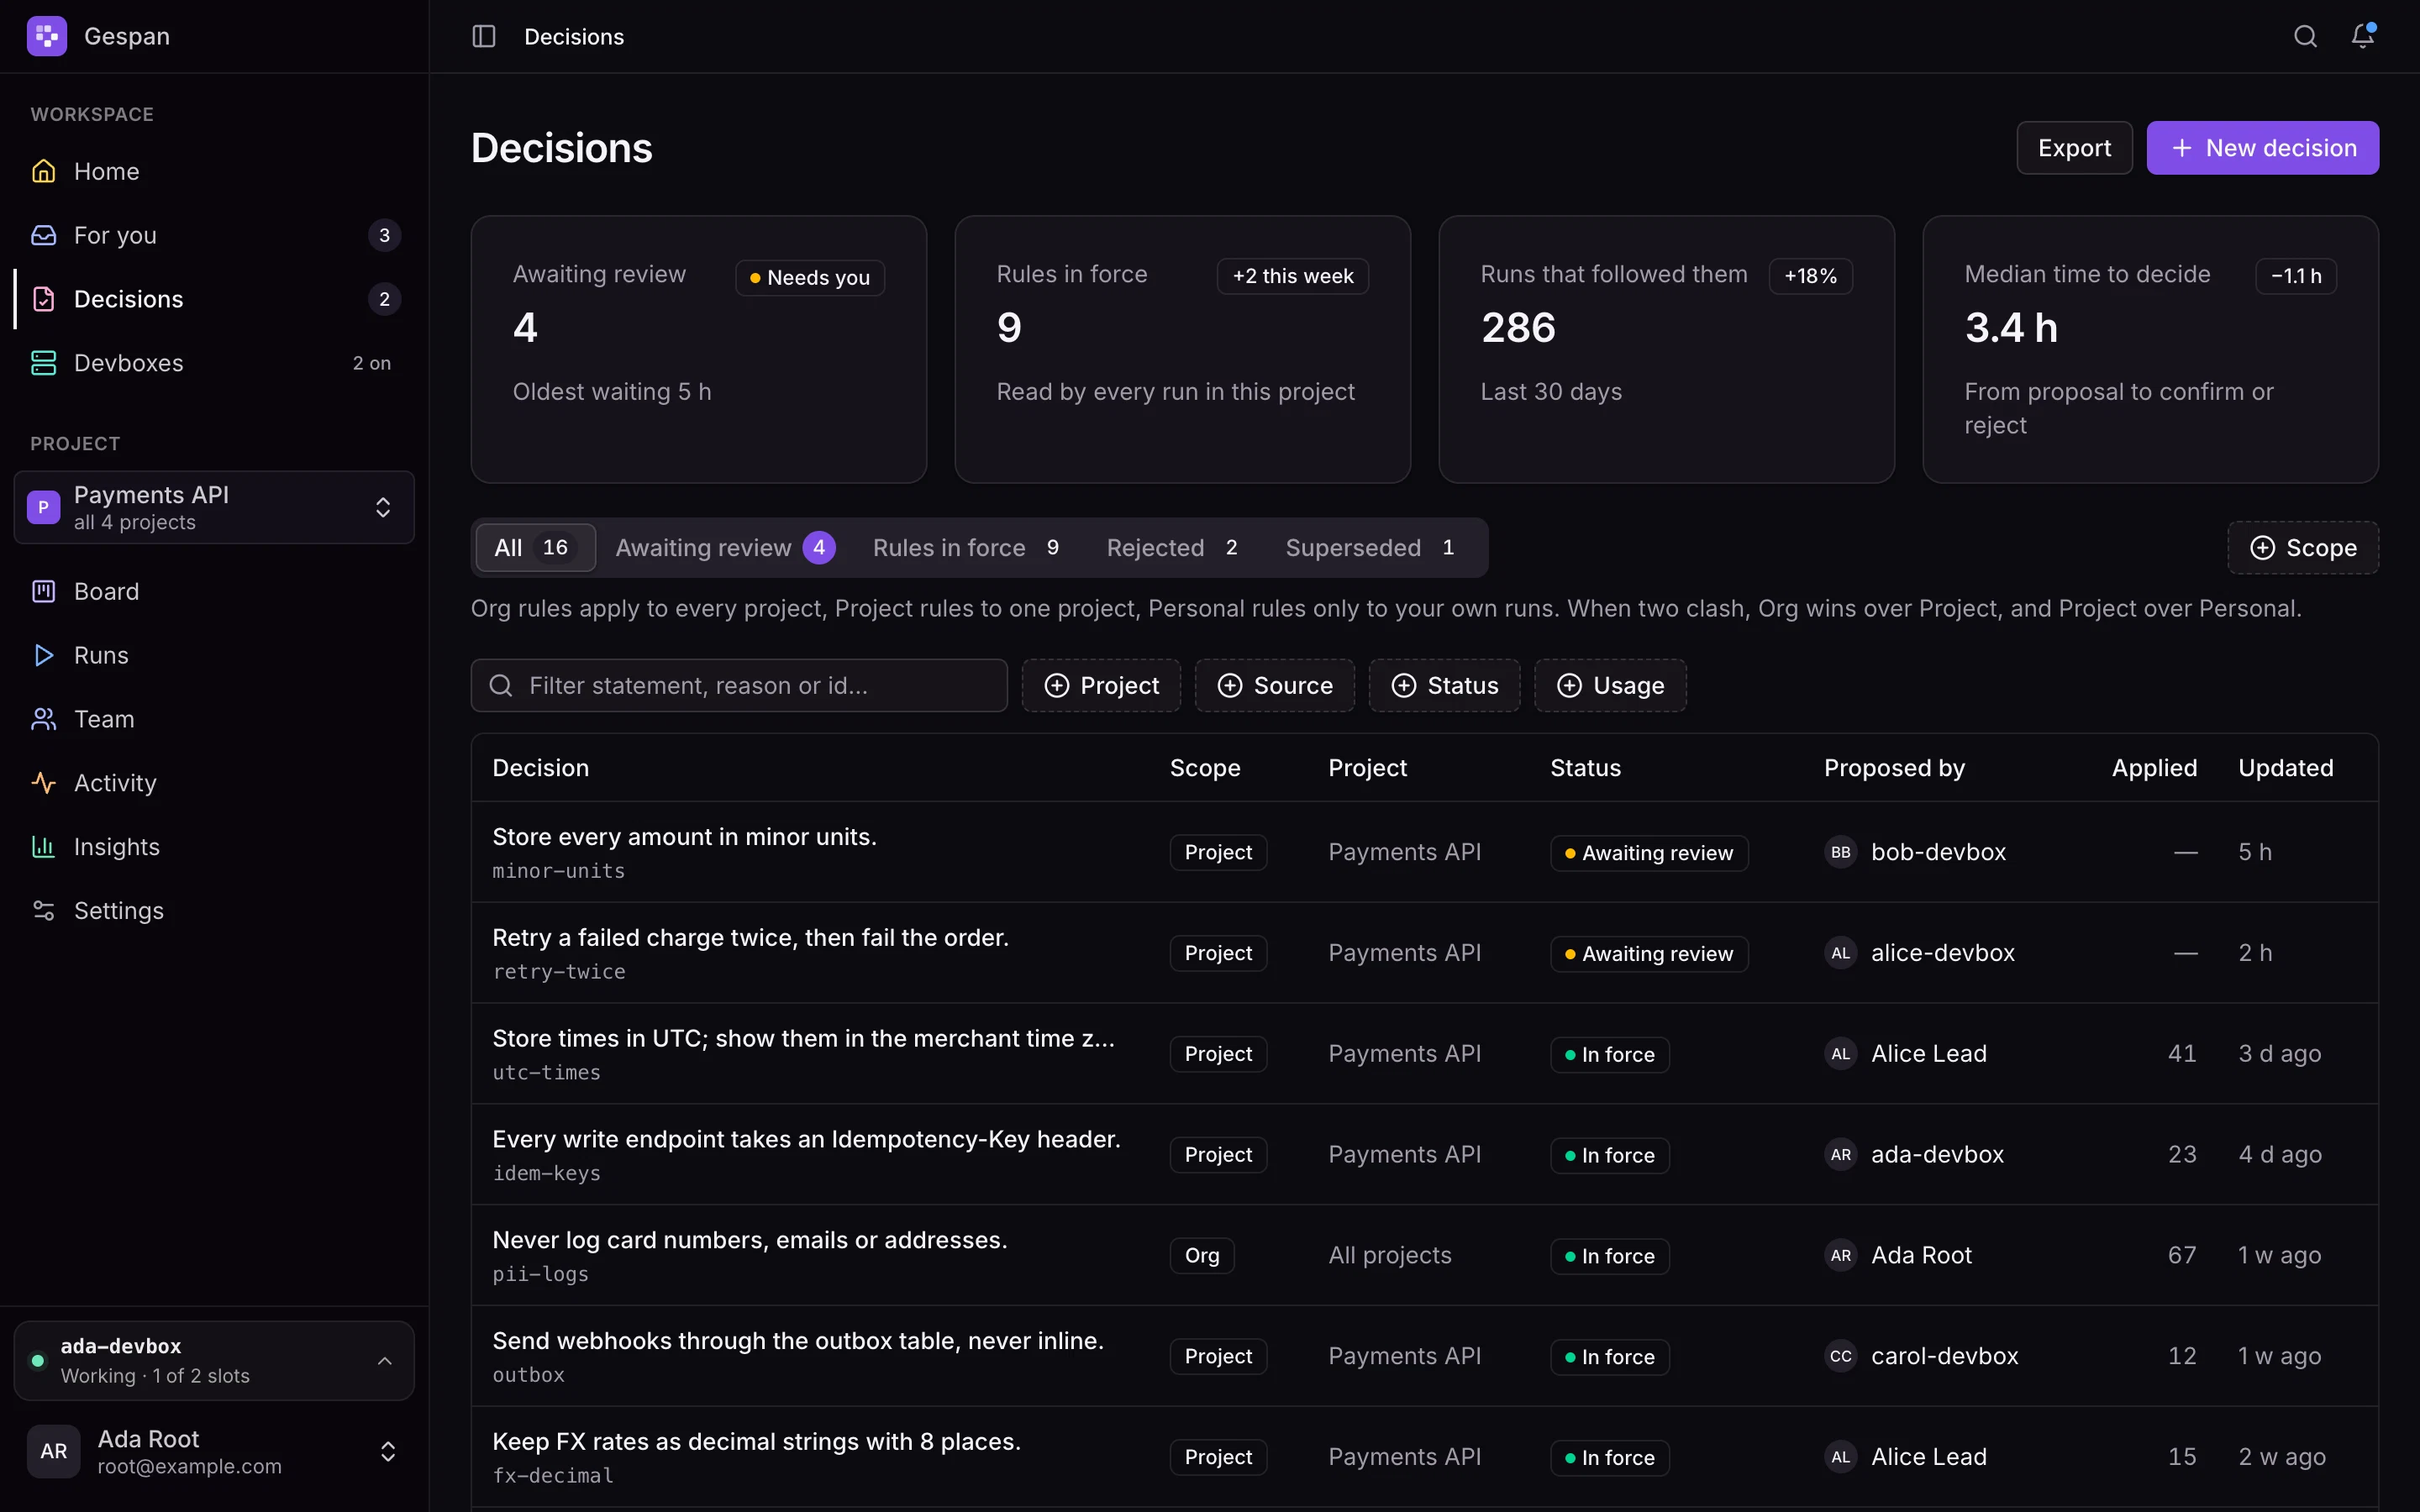 Gespan
WORKSPACE
Home
For you 3
Decisions 2
Devboxes 2 on
PROJECT
P Payments API
all 4 projects
Board
Runs
Team
Activity
Insights
Settings
ada-devbox
Working · 1 of 2 slots
AR Ada Root
root@example.com
Decisions
Decisions
Export
New decision
Awaiting review Needs you
4
Oldest waiting 5 h
Rules in force +2 this week
9
Read by every run in this project
Runs that followed them +18%
286
Last 30 days
Median time to decide −1.1 h
3.4 h
From proposal to confirm or
reject
All 16 Awaiting review 4 Rules in force 9 Rejected 2 Superseded 1
Scope
Org rules apply to every project, Project rules to one project, Personal rules only to your own runs. When two clash, Org wins over Project, and Project over Personal.
Filter statement, reason or id... Project Source Status Usage
Decision Scope Project Status Proposed by Applied Updated
Store every amount in minor units.
minor-units
Project Payments API Awaiting review BB bob-devbox — 5 h
Retry a failed charge twice, then fail the order.
retry-twice
Project Payments API Awaiting review AL alice-devbox — 2 h
Store times in UTC; show them in the merchant time z...
utc-times
Project Payments API In force AL Alice Lead 41 3 d ago
Every write endpoint takes an Idempotency-Key header.
idem-keys
Project Payments API In force AR ada-devbox 23 4 d ago
Never log card numbers, emails or addresses.
pii-logs
Org All projects In force AR Ada Root 67 1 w ago
Send webhooks through the outbox table, never inline.
outbox
Project Payments API In force CC carol-devbox 12 1 w ago
Keep FX rates as decimal strings with 8 places.
fx-decimal
Project Payments API In force AL Alice Lead 15 2 w ago